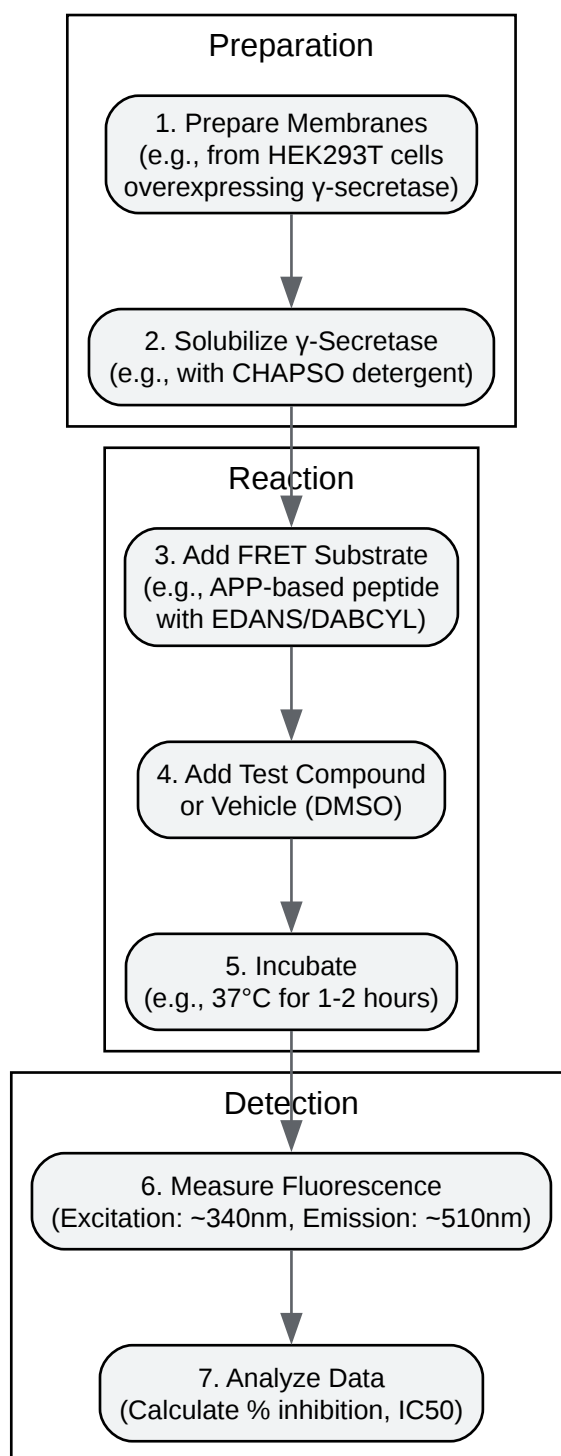 Preparation
1. Prepare Membranes
(e.g., from HEK293T cells
overexpressing γ-secretase)
2. Solubilize γ-Secretase
(e.g., with CHAPSO detergent)
Reaction
3. Add FRET Substrate
(e.g., APP-based peptide
with EDANS/DABCYL)
4. Add Test Compound
or Vehicle (DMSO)
5. Incubate
(e.g., 37°C for 1-2 hours)
Detection
6. Measure Fluorescence
(Excitation: ~340nm, Emission: ~510nm)
7. Analyze Data
(Calculate % inhibition, IC50)